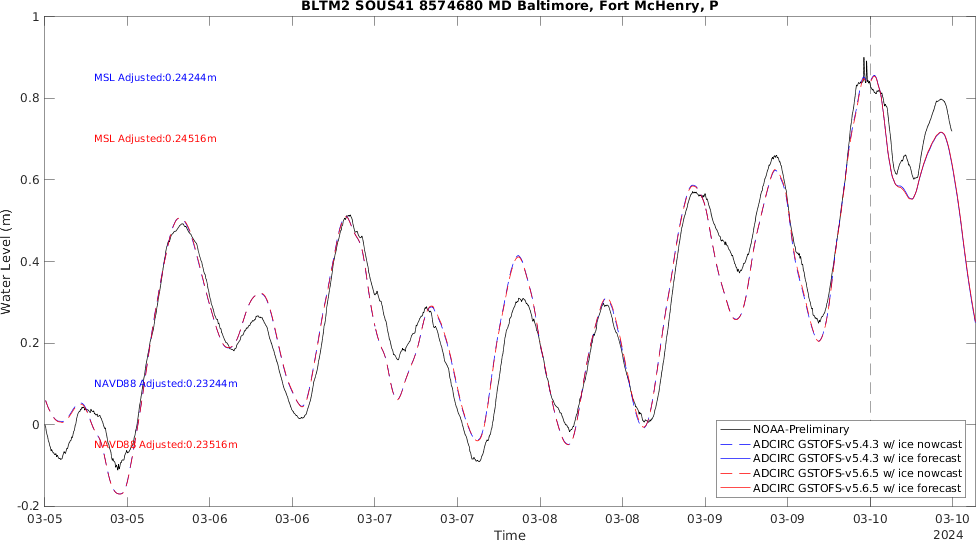 BLTM2 SOUS41 8574680 MD Baltimore, Fort McHenry, P
1
0.8
0.6
0.4
0.2
0
-0.2
Water Level (m)
MSL Adjusted:0.24244m
MSL Adjusted:0.24516m
NAVD88 Adjusted:0.23244m
NAVD88 Adjusted:0.23516m
NOAA-Preliminary
ADCIRC GSTOFS-v5.4.3 w/ ice nowcast
ADCIRC GSTOFS-v5.4.3 w/ ice forecast
ADCIRC GSTOFS-v5.6.5 w/ ice nowcast
ADCIRC GSTOFS-v5.6.5 w/ ice forecast
03-05 03-05 03-06 03-06 03-07 03-07 03-08 03-08 03-09 03-09 03-10 03-10
Time
2024